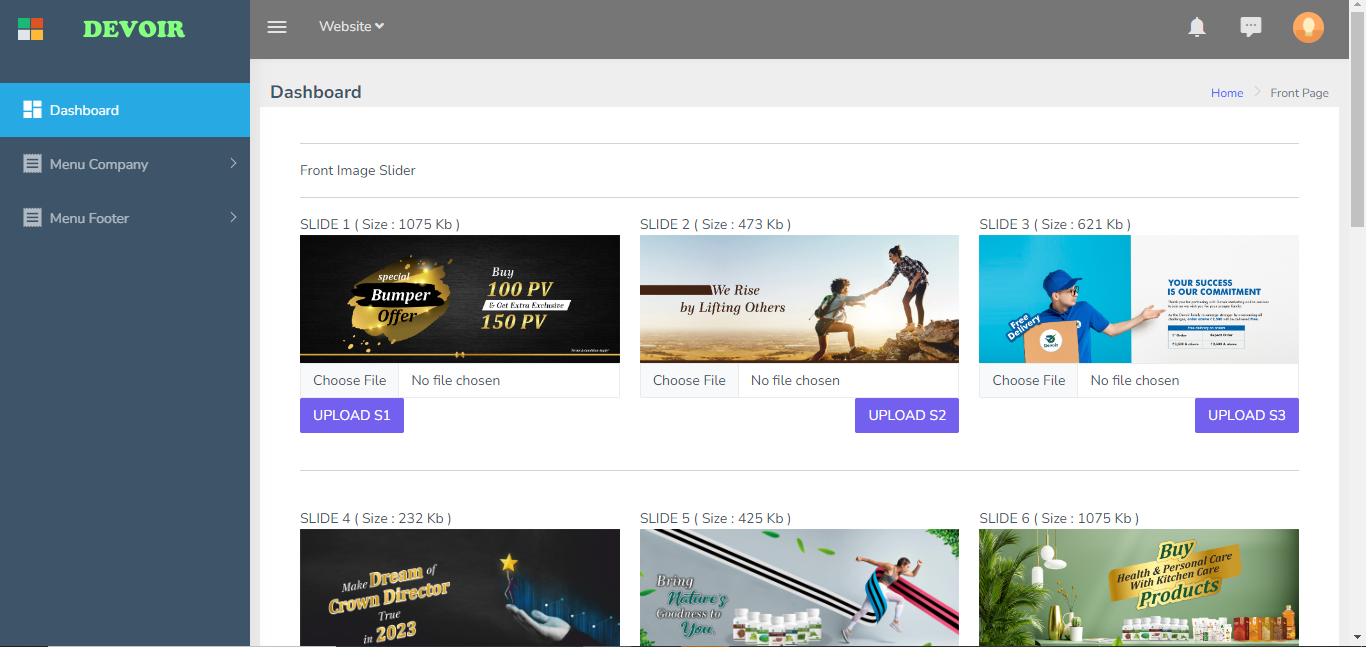 DEVOIR
Website
Dashboard
Menu Company
Menu Footer
Dashboard
Home
Front Page
Front Image Slider
SLIDE 1 ( Size : 1075 Kb )
special
Bumper
Offer
Buy
100 PV
& Get Extra Exclusive
150 PV
Choose File
No file chosen
UPLOAD S1
SLIDE 2 ( Size : 473 Kb )
We Rise
by Lifting Others
Choose File
No file chosen
UPLOAD S2
SLIDE 3 ( Size : 621 Kb )
Free
Delivery
Devoir
YOUR SUCCESS
IS OUR COMMITMENT
Choose File
No file chosen
UPLOAD S3
SLIDE 4 ( Size : 232 Kb )
Make Dream of
Crown Director
True
in 2023
SLIDE 5 ( Size : 425 Kb )
Bring
Nature's
Goodness to
You
SLIDE 6 ( Size : 1075 Kb )
Buy
Health & Personal Care
With Kitchen Care
Products